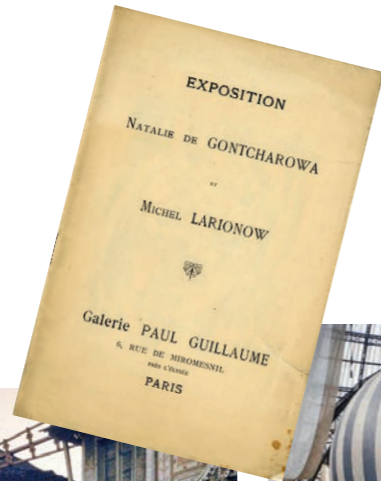 EXPOSITION
NATALIE DE GONTCHAROWA
ET
MICHEL LARIONOW
Galerie PAUL GUILLAUME
6, RUE DE MIROMESNIL
PRÈS L'ÉLYSÉE
PARIS